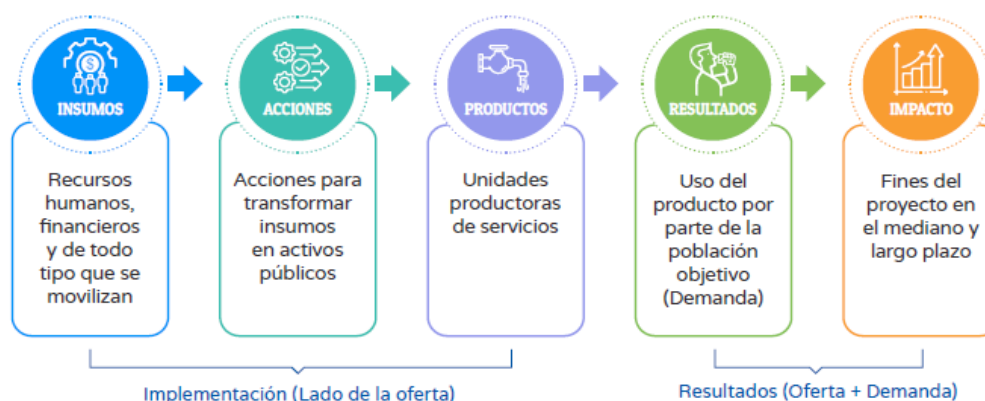 INSUMOS
ACCIONES
PRODUCTOS
RESULTADOS
IMPACTO
Recursos
humanos,
financieros
y de todo
tipo que se
movilizan
Acciones para
transformar
insumos
en activos
públicos
Unidades
productoras
de servicios
Uso del
producto por
parte de la
población
objetivo
(Demanda)
Fines del
proyecto en
el mediano y
largo plazo
Implementación (Lado de la oferta)
Resultados (Oferta + Demanda)